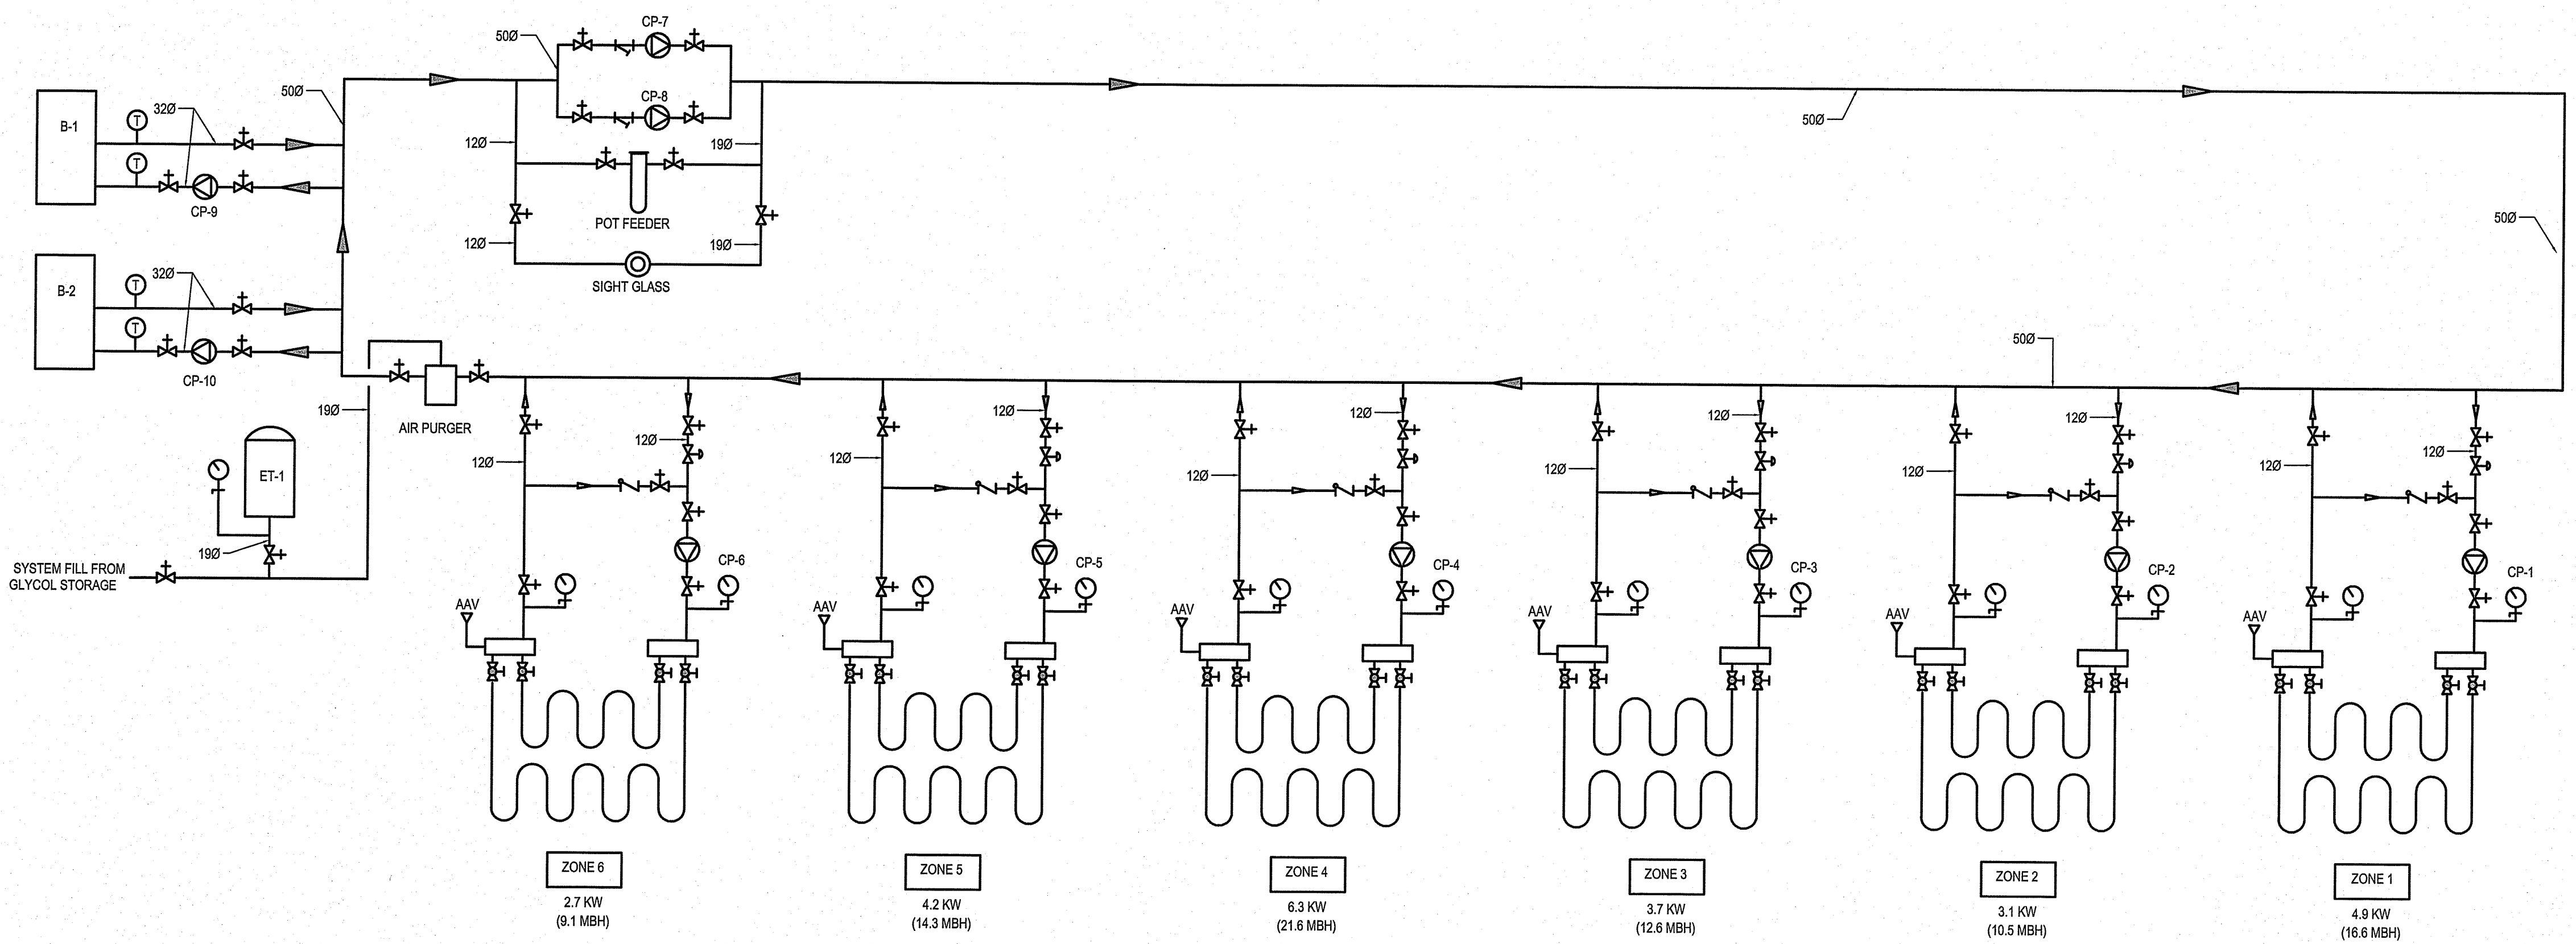 CP-7
50Ø
CP-8
50Ø
B-1
32Ø
T
T
CP-9
12Ø
19Ø
POT FEEDER
12Ø
19Ø
SIGHT GLASS
50Ø
50Ø
B-2
32Ø
T
T
CP-10
50Ø
19Ø
AIR PURGER
ET-1
19Ø
SYSTEM FILL FROM
GLYCOL STORAGE
12Ø
12Ø
CP-6
AAV
12Ø
12Ø
CP-5
AAV
12Ø
12Ø
CP-4
AAV
12Ø
12Ø
CP-3
AAV
12Ø
12Ø
CP-2
AAV
12Ø
12Ø
CP-1
AAV
ZONE 6
2.7 KW
(9.1 MBH)
ZONE 5
4.2 KW
(14.3 MBH)
ZONE 4
6.3 KW
(21.6 MBH)
ZONE 3
3.7 KW
(12.6 MBH)
ZONE 2
3.1 KW
(10.5 MBH)
ZONE 1
4.9 KW
(16.6 MBH)